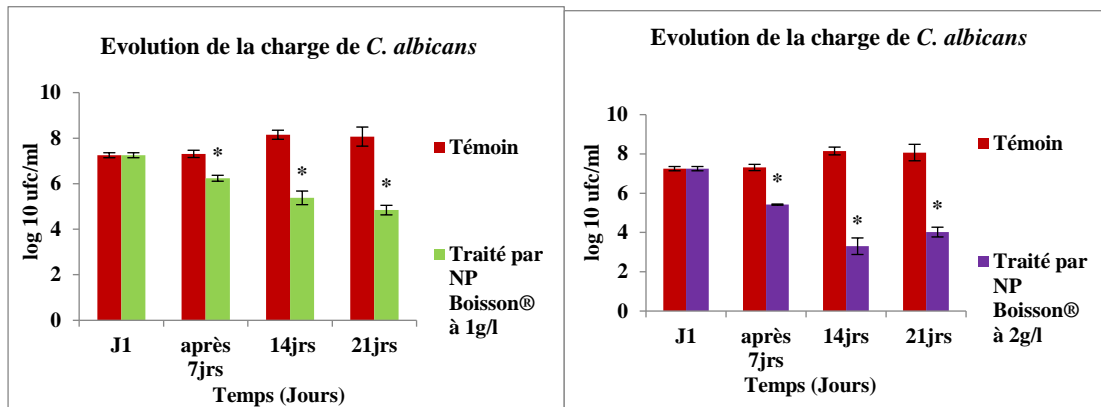 Evolution de la charge de C. albicans
log 10 ufc/ml
10
8
6
4
2
0
*
*
*
J1
après
7jrs
14jrs
21jrs
Temps (Jours)
Témoin
Traité par
NP
Boisson®
à 1g/l
Evolution de la charge de C. albicans
log 10 ufc/ml
10
8
6
4
2
0
*
*
*
J1
après
7jrs
14jrs
21jrs
Temps (Jours)
Témoin
Traité par
NP
Boisson®
à 2g/l